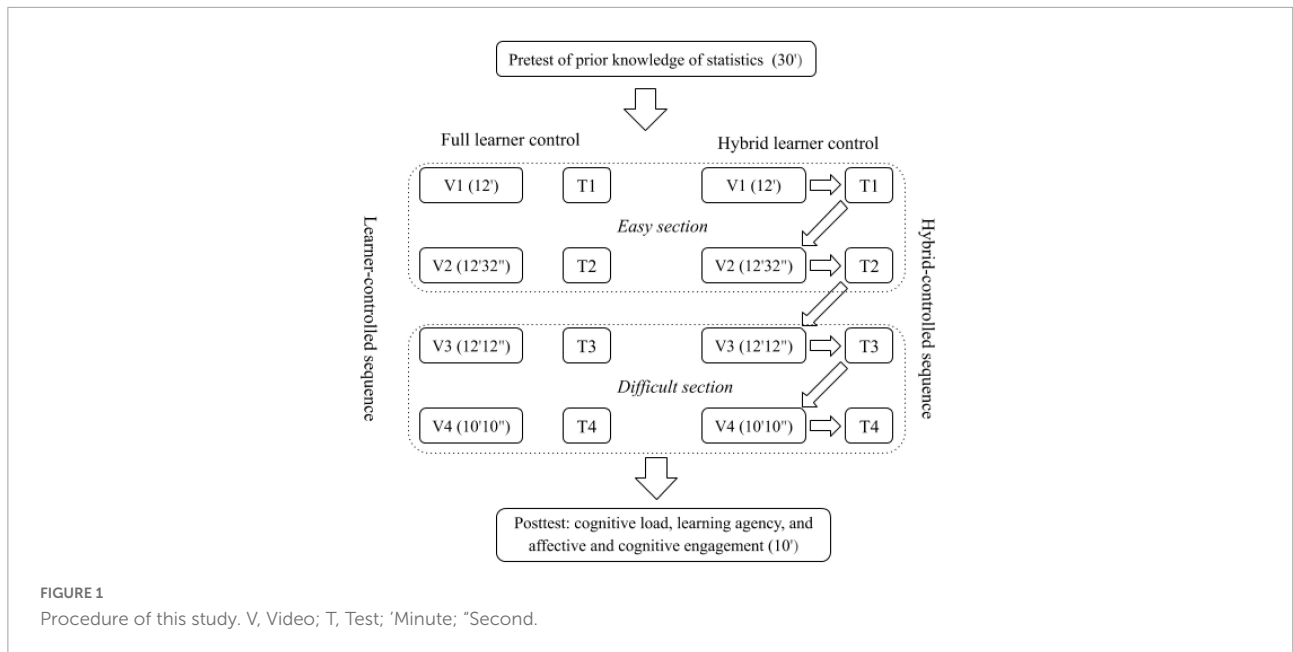 Pretest of prior knowledge of statistics (30')
Full learner control
Hybrid learner control
Learner-controlled sequence
V1 (12')
T1
V1 (12')
T1
Easy section
V2 (12'32")
T2
V2 (12'32")
T2
V3 (12'12")
T3
V3 (12'12")
T3
Difficult section
V4 (10'10")
T4
V4 (10'10")
T4
Hybrid-controlled sequence
Posttest: cognitive load, learning agency, and
affective and cognitive engagement (10')
FIGURE 1
Procedure of this study. V, Video; T, Test; ‘Minute; “Second.